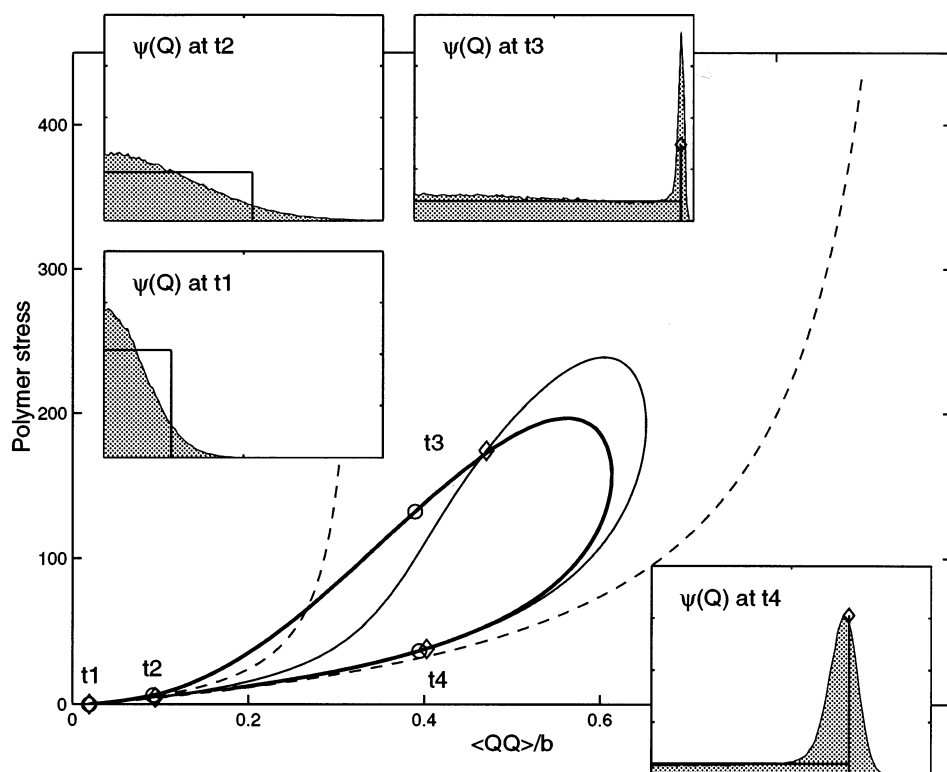 ψ(Q) at t2
ψ(Q) at t3
400
ψ(Q) at t1
300
Polymer stress
200
t3
100
ψ(Q) at t4
t1
t2
t4
0
0
0.2
0.4
0.6
<QQ>/b